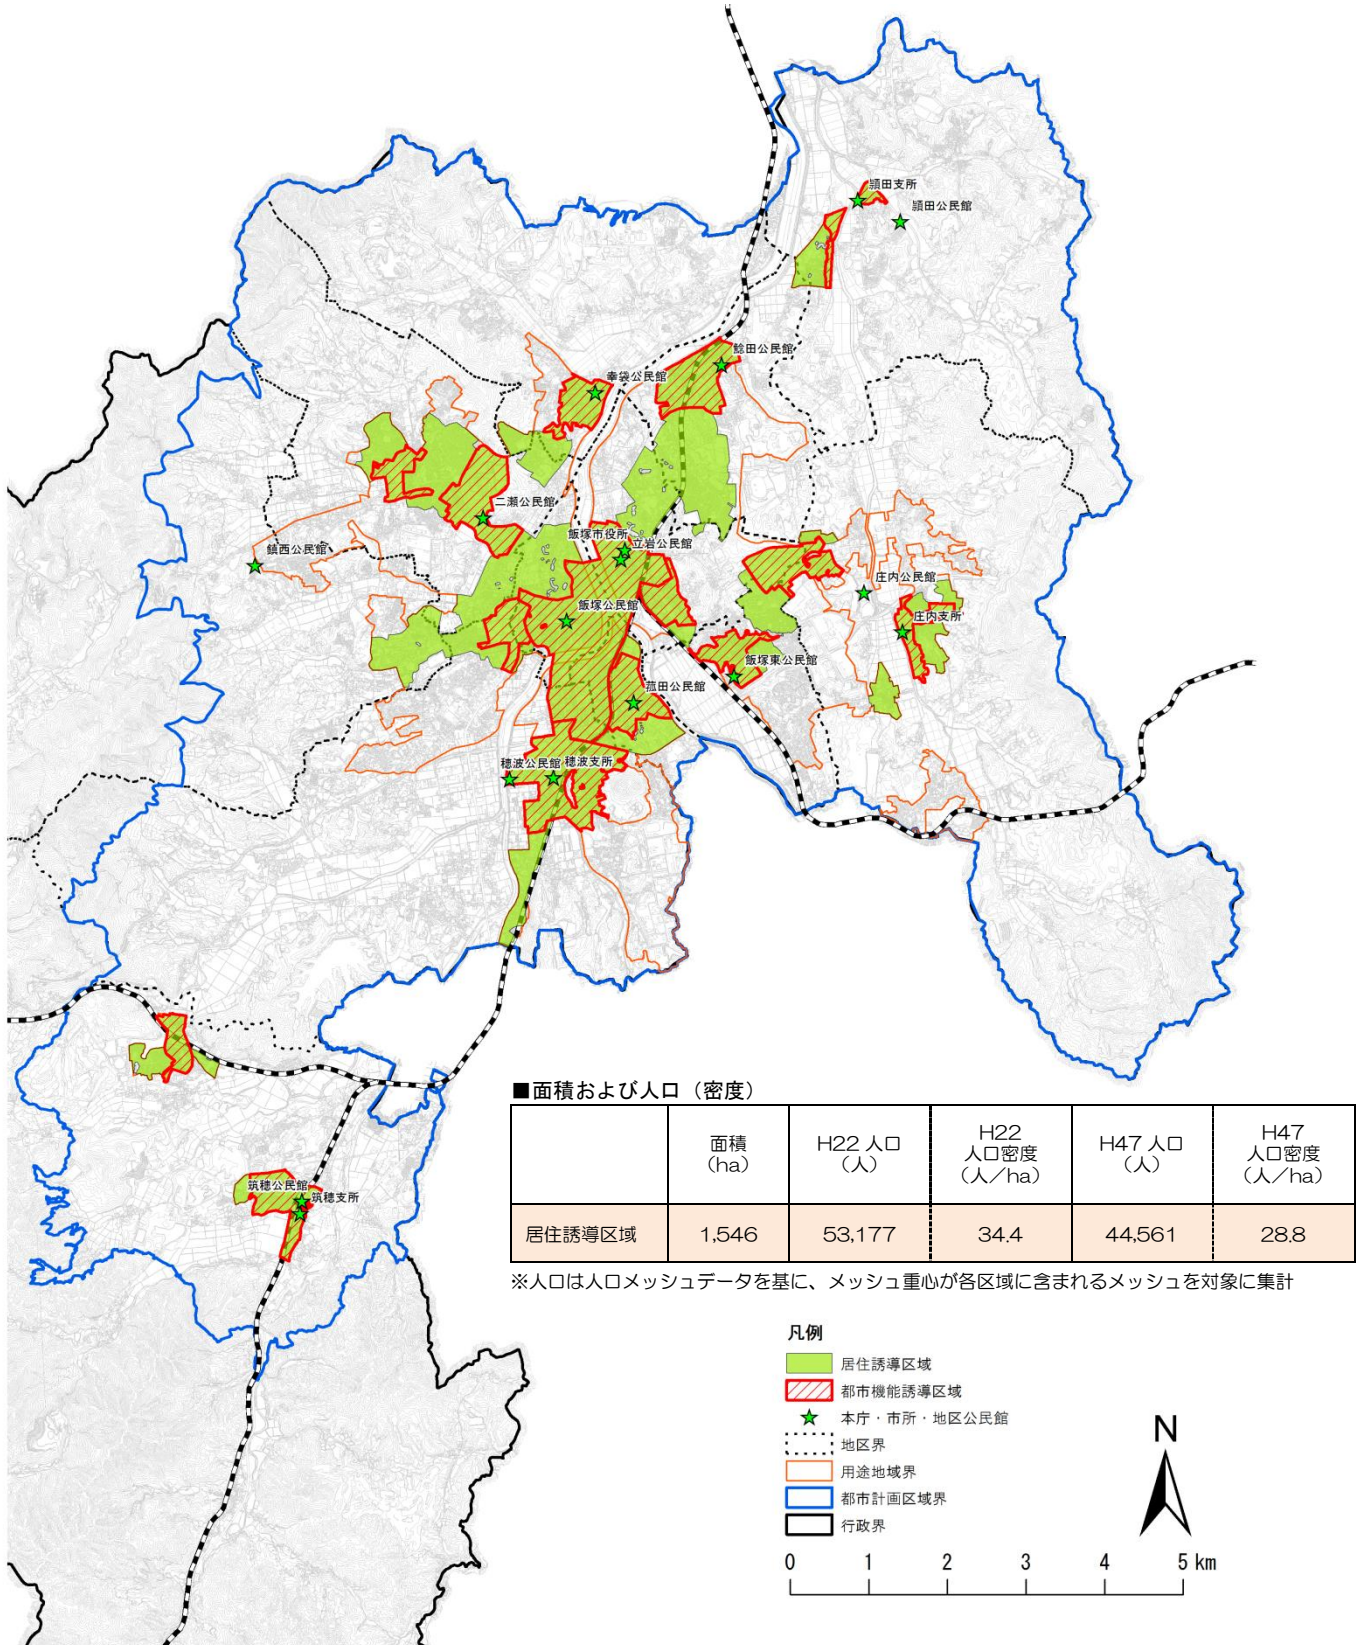 頴田支所
頴田公民館
鯰田公民館
幸袋公民館
二瀬公民館
飯塚市役所
立岩公民館
鎮西公民館
庄内公民館
飯塚公民館
庄内支所
飯塚東公民館
菰田公民館
穂波公民館
穂波支所
■面積および人口（密度）
面積
（ha）
H22 人口
（人）
H22
人口密度
（人／ha）
H47 人口
（人）
H47
人口密度
（人／ha）
居住誘導区域
1,546
53,177
34.4
44,561
28.8
※人口は人口メッシュデータを基に、メッシュ重心が各区域に含まれるメッシュを対象に集計
筑穂公民館
筑穂支所
凡例
居住誘導区域
都市機能誘導区域
本庁・市所・地区公民館
地区界
用途地域界
都市計画区域界
行政界
N
0 1 2 3 4 5 km